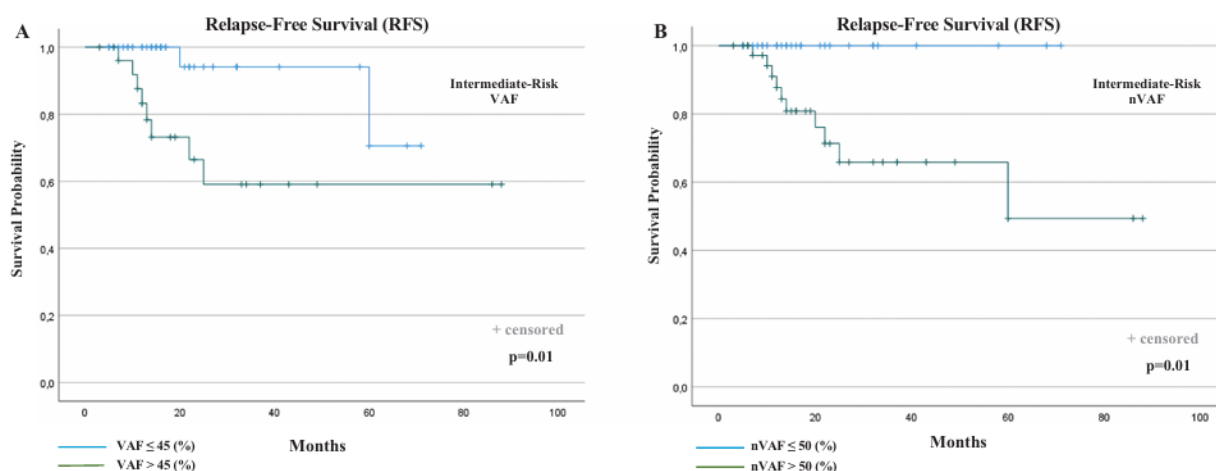 A
Relapse-Free Survival (RFS)
1,0
0,8
0,6
0,4
0,2
0,0
Survival Probability
Intermediate-Risk
VAF
+ censored
p=0.01
0 20 40 60 80 100
Months
VAF ≤ 45 (%)
VAF > 45 (%)
B
Relapse-Free Survival (RFS)
1,0
0,8
0,6
0,4
0,2
0,0
Survival Probability
Intermediate-Risk
nVAF
+ censored
p=0.01
0 20 40 60 80 100
Months
nVAF ≤ 50 (%)
nVAF > 50 (%)